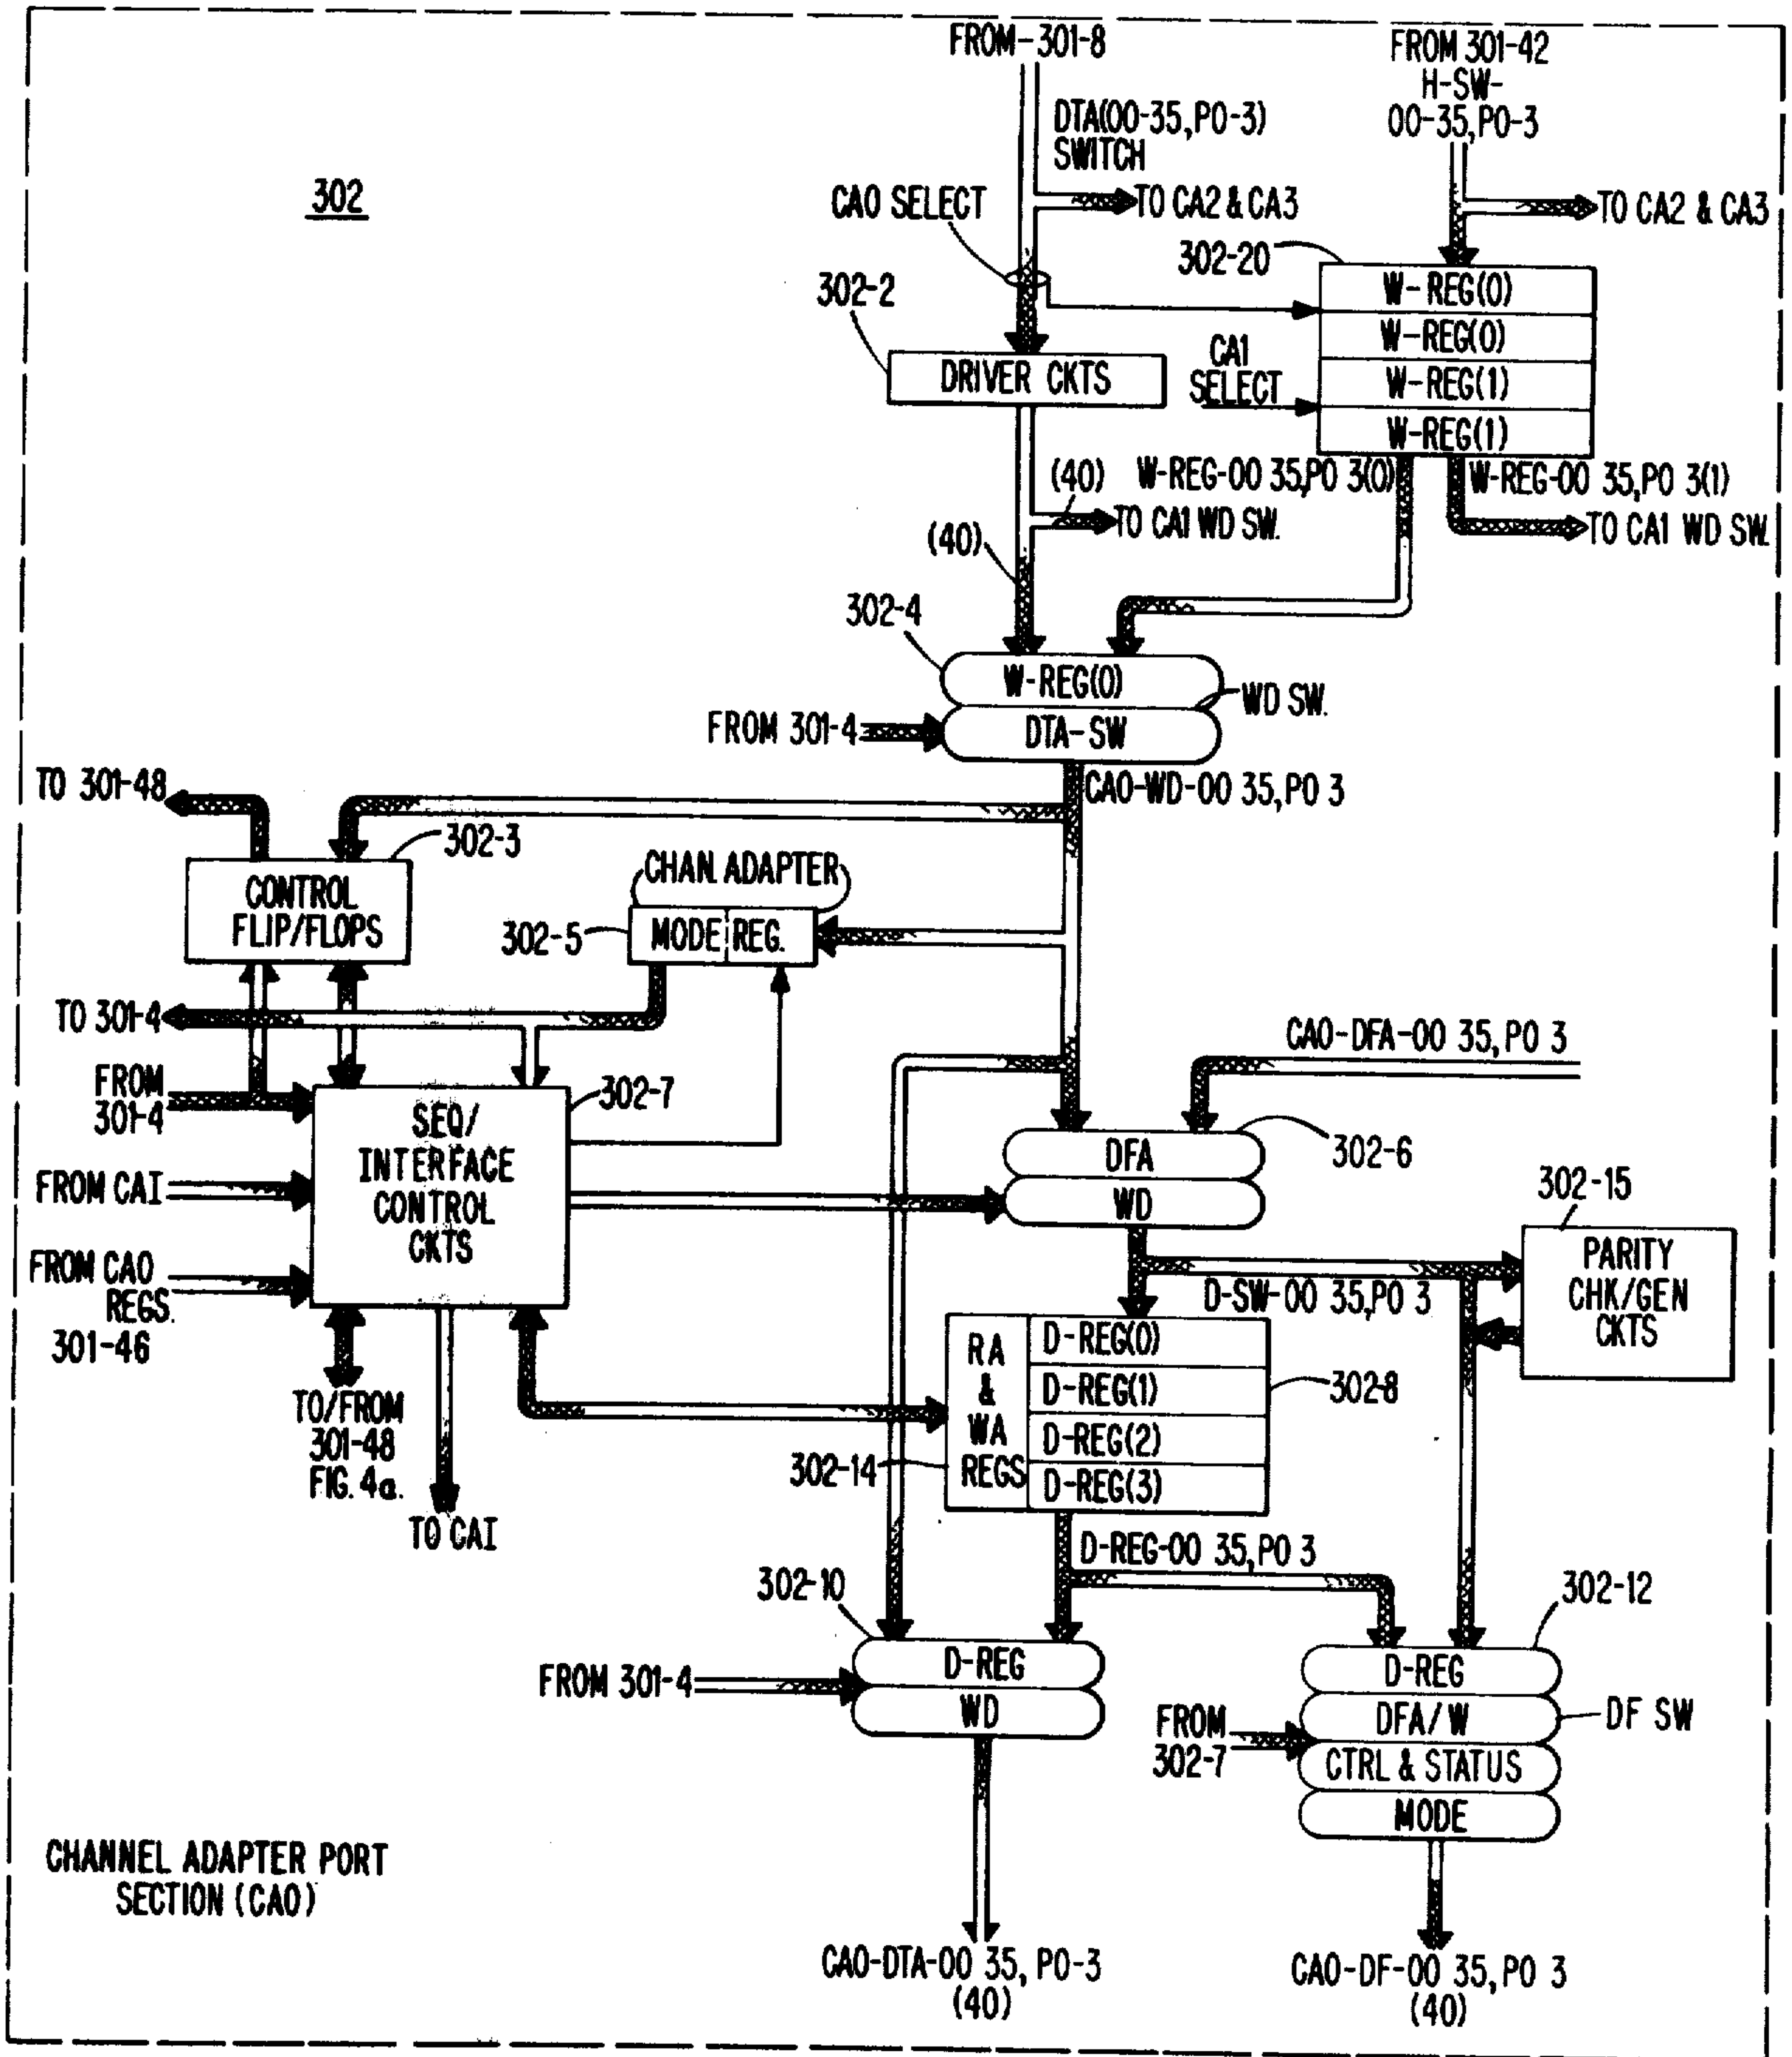 FROM-301-8
FROM 301-42
H-SW-
00-35,P0-3
DTA(00-35,P0-3)
SWITCH
302
CA0 SELECT
TO CA2 & CA3
TO CA2 & CA3
302-20
302-2
W-REG(0)
W-REG(0)
W-REG(1)
W-REG(1)
DRIVER CKTS
CA1
SELECT
(40)
W-REG-00 35,P0 3(0)
W-REG-00 35,P0 3(1)
TO CA1 WD SW.
TO CA1 WD SW.
(40)
302-4
W-REG(0)
WD SW.
FROM 301-4
DTA-SW
TO 301-48
CA0-WD-00 35,P0 3
302-3
CHAN. ADAPTER
CONTROL
FLIP/FLOPS
302-5
MODE REG.
TO 301-4
CA0-DFA-00 35, P0 3
FROM
301-4
302-7
SEQ/
INTERFACE
CONTROL
CKTS
DFA
WD
302-6
FROM CA1
302-15
FROM CA0
REGS.
301-46
PARITY
CHK/GEN
CKTS
D-SW-00 35,P0 3
RA
&
WA
REGS
D-REG(0)
D-REG(1)
D-REG(2)
D-REG(3)
302-8
302-14
TO/FROM
301-48
FIG. 4a.
TO CA1
D-REG-00 35,P0 3
302-10
302-12
D-REG
WD
FROM 301-4
D-REG
DFA/W
CTRL & STATUS
MODE
DF SW
FROM
302-7
CHANNEL ADAPTER PORT
SECTION (CA0)
CA0-DTA-00 35, P0-3
(40)
CA0-DF-00 35, P0 3
(40)